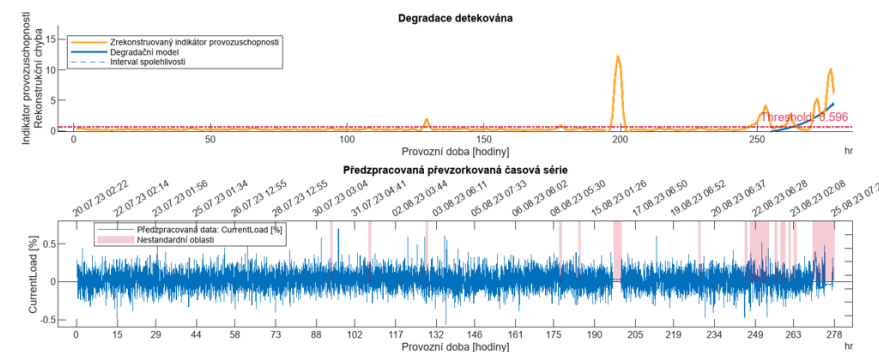 Degradace detekována
Indikátor provozuschopnosti
Rekonstrukční chyba
15
10
5
0
Zrekonstruovaný indikátor provozuschopnosti
Degradační model
Interval spolehlivosti
Threshold: 0.596
0 50 100 150 200 250 hr
Provozní doba [hodiny]
Předzpracovaná převzorkovaná časová série
20.07.23 02:22 22.07.23 02:14 23.07.23 01:56 25.07.23 01:34 26.07.23 12:55 28.07.23 12:55 30.07.23 03:04 31.07.23 04:41 02.08.23 03:44 03.08.23 06:11 05.08.23 07:33 06.08.23 06:02 08.08.23 05:30 15.08.23 01:26 17.08.23 06:50 19.08.23 06:52 20.08.23 06:37 22.08.23 06:28 23.08.23 02:08 25.08.23 07:2
CurrentLoad [%]
0.5
0
-0.5
Předzpracovaná data: CurrentLoad [%]
Nestandardní oblasti
0 15 29 44 58 73 88 102 117 132 146 161 175 190 205 219 234 249 263 278
Provozní doba [hodiny] hr